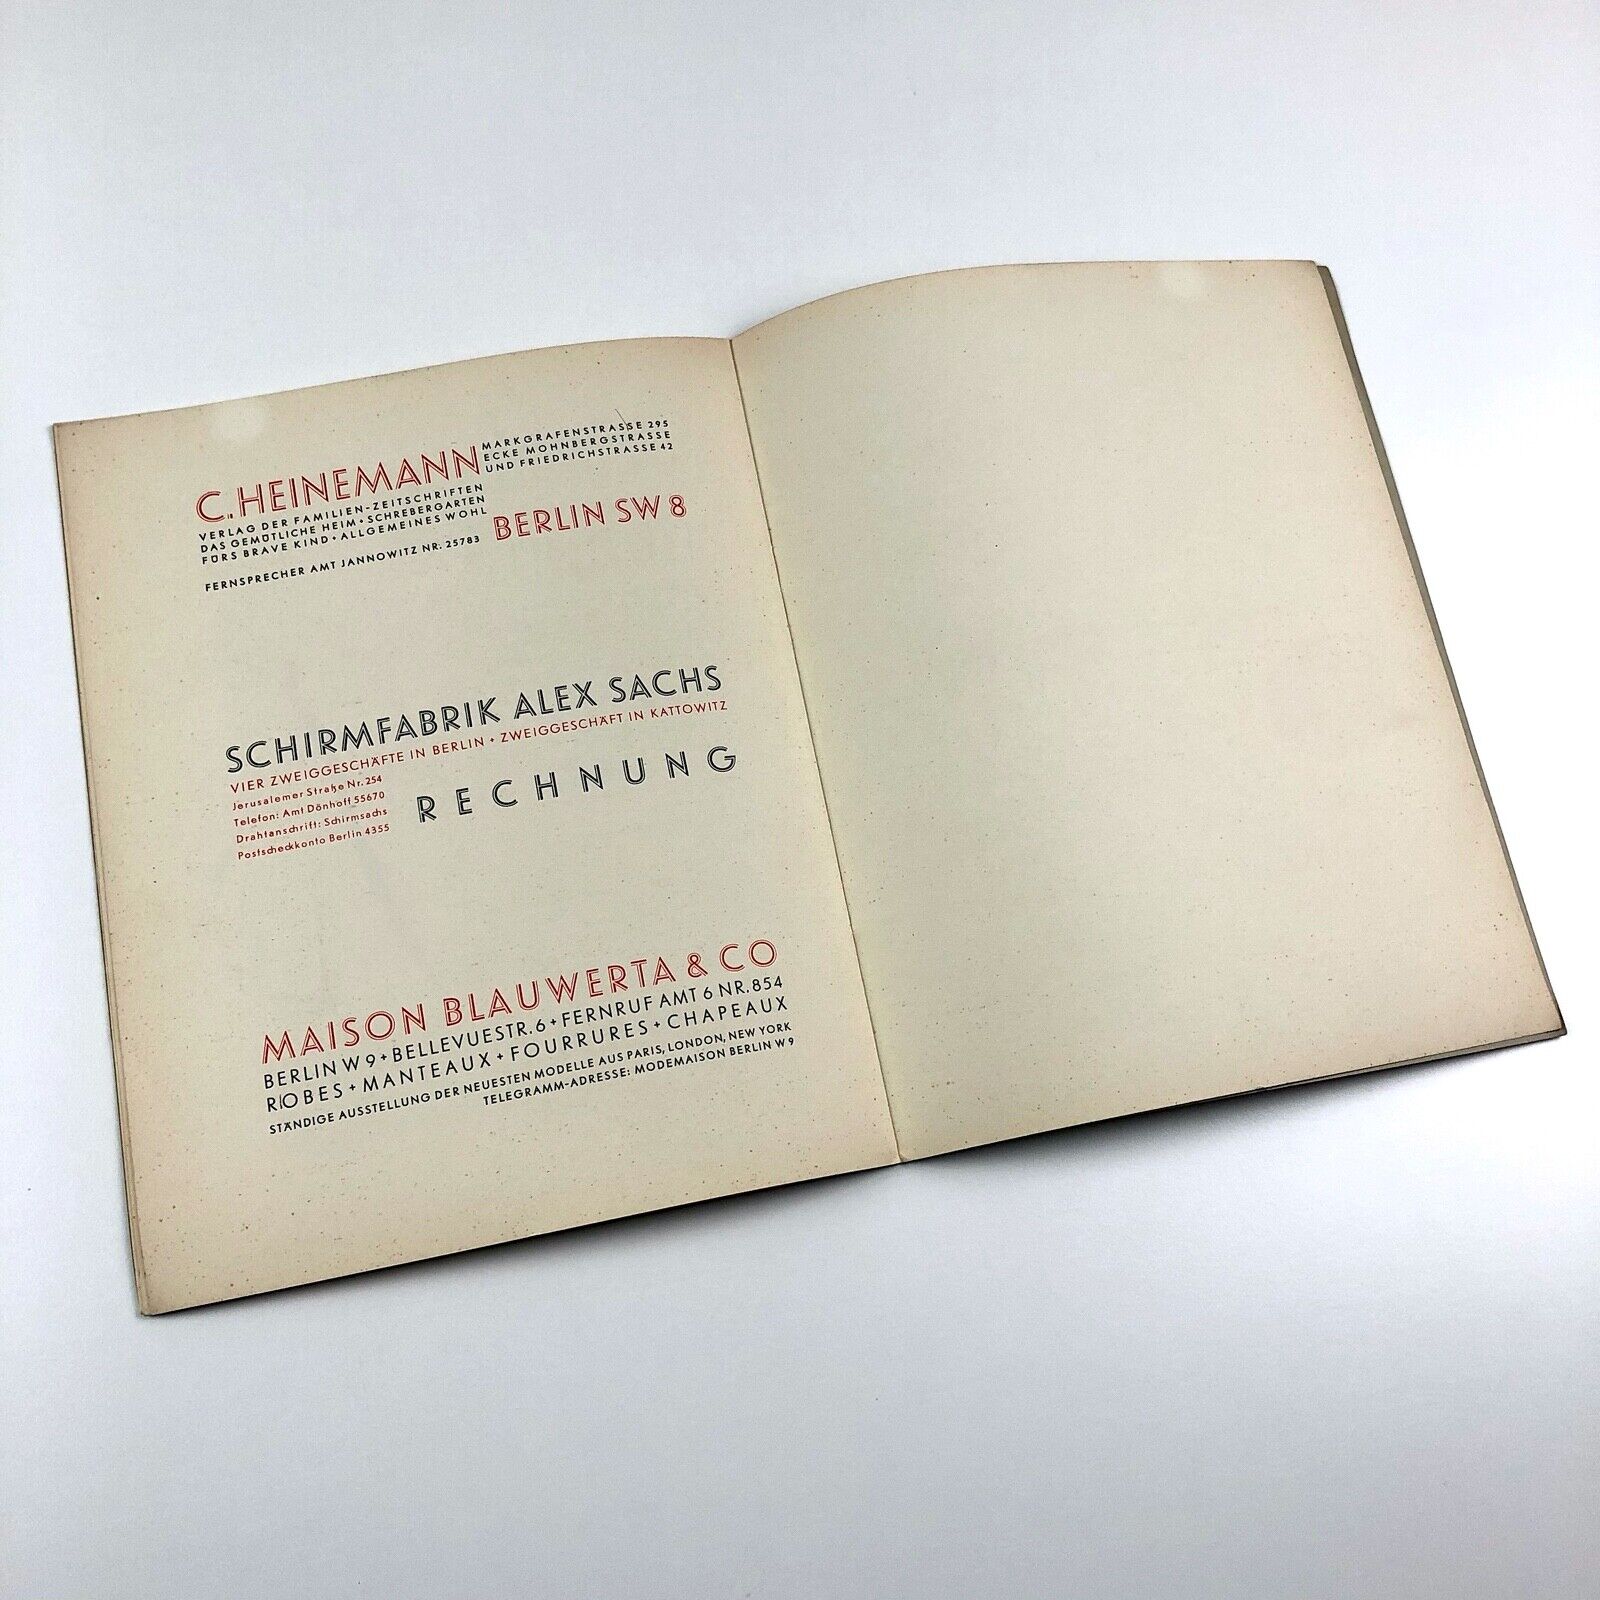 C. HEINEMANN
MARKGRAFENSTRASSE 295
ECKE MOHNBERGSTRASSE
UND FRIEDRICHSTRASSE 42
VERLAG DER FAMILIEN-ZEITSCHRIFTEN
DAS GEMÜTLICHE HEIM + SCHREBERGARTEN
FÜRS BRAVE KIND + ALLGEMEINES WOHL
BERLIN SW 8
FERNSPRECHER AMT JANNOWITZ NR. 25783
SCHIRMFABRIK ALEX SACHS
VIER ZWEIGGESCHÄFTE IN BERLIN + ZWEIGGESCHÄFT IN KATTOWITZ
Jerusalemer Straße Nr. 254
Telefon: Amt Dönhoff 55670
Drahtanschrift: Schirmsachs
Postscheckkonto Berlin 4355
RECHNUNG
MAISON BLAUWERTA & CO
BERLIN W 9 + BELLEVUESTR. 6 + FERNRUF AMT 6 NR. 854
ROBES + MANTEAUX + FOURRURES + CHAPEAUX
STÄNDIGE AUSSTELLUNG DER NEUESTEN MODELLE AUS PARIS, LONDON, NEW YORK
TELEGRAMM-ADRESSE: MODEMAISON BERLIN W 9